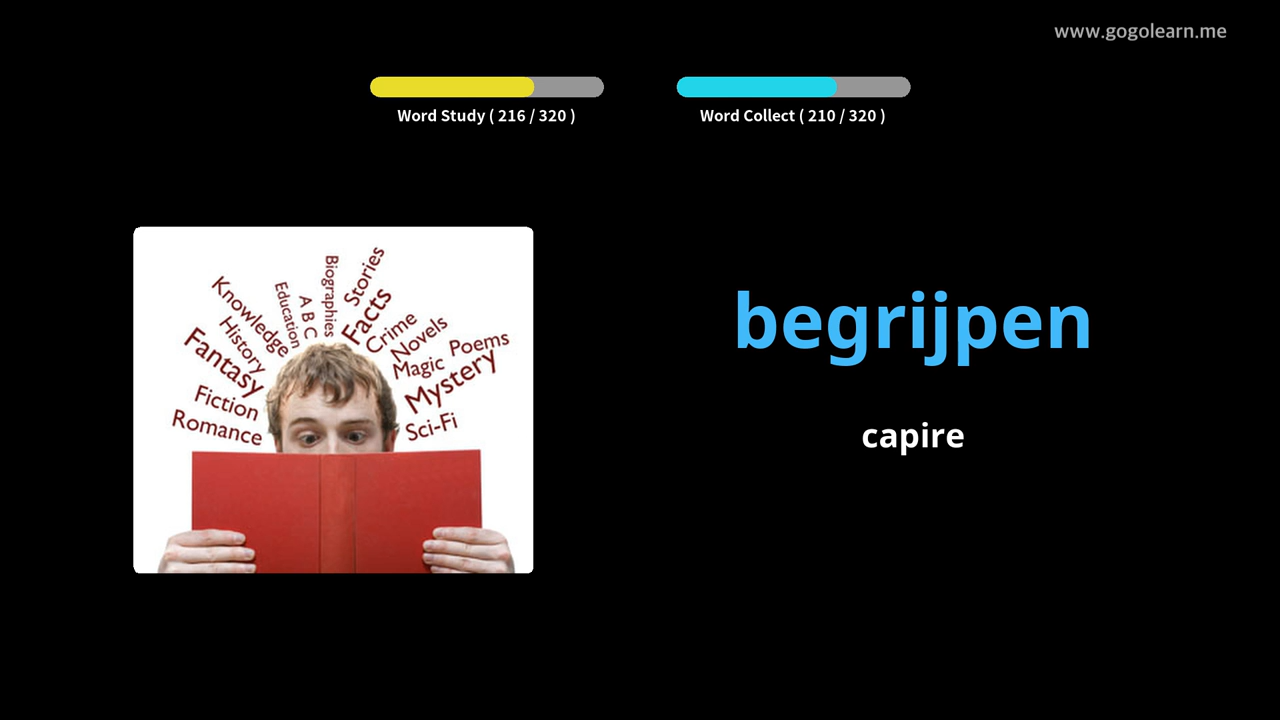 www.gogolearn.me
Word Study ( 216 / 320 )
Word Collect ( 210 / 320 )
begrijpen
capire
Romance
Fiction
Fantasy
History
Knowledge
Education
A B C
Biographies
Stories
Facts
Crime
Novels
Magic
Poems
Mystery
Sci-Fi